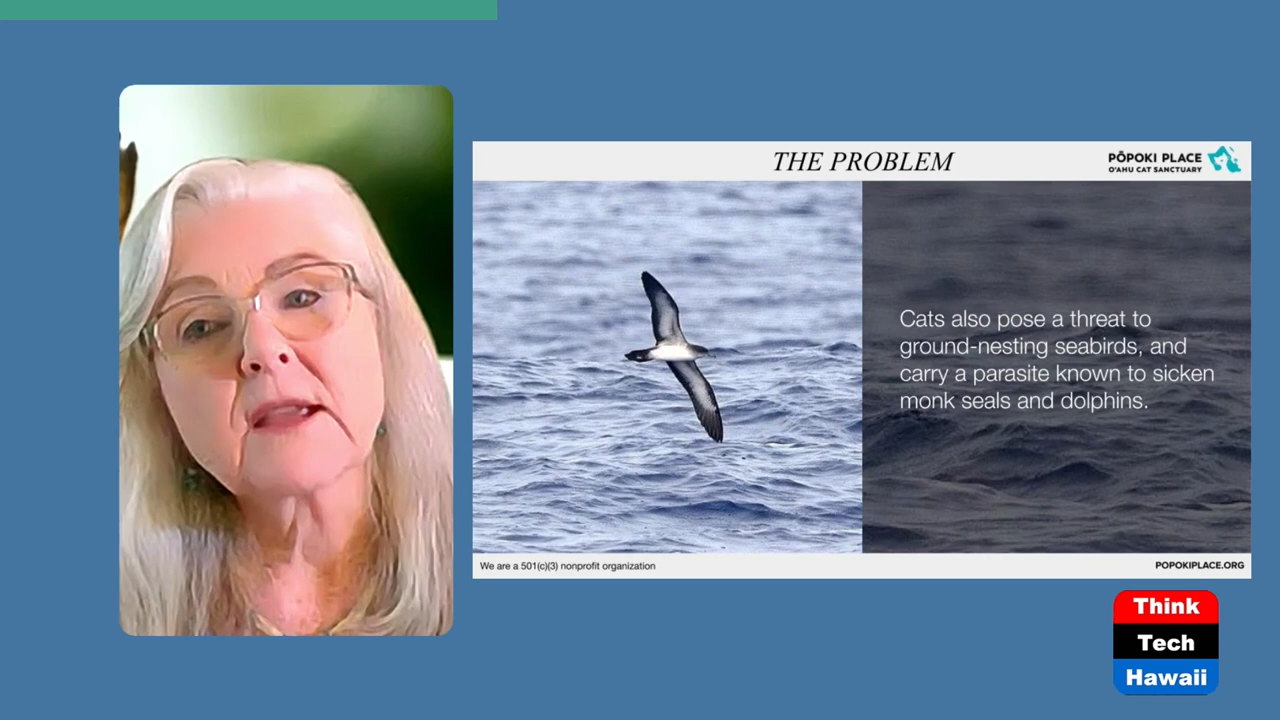 THE PROBLEM
PŌPOKI PLACE
O'AHU CAT SANCTUARY
Cats also pose a threat to
ground-nesting seabirds, and
carry a parasite known to sicken
monk seals and dolphins.
We are a 501(c)(3) nonprofit organization
POPOKIPLACE.ORG
Think
Tech
Hawaii